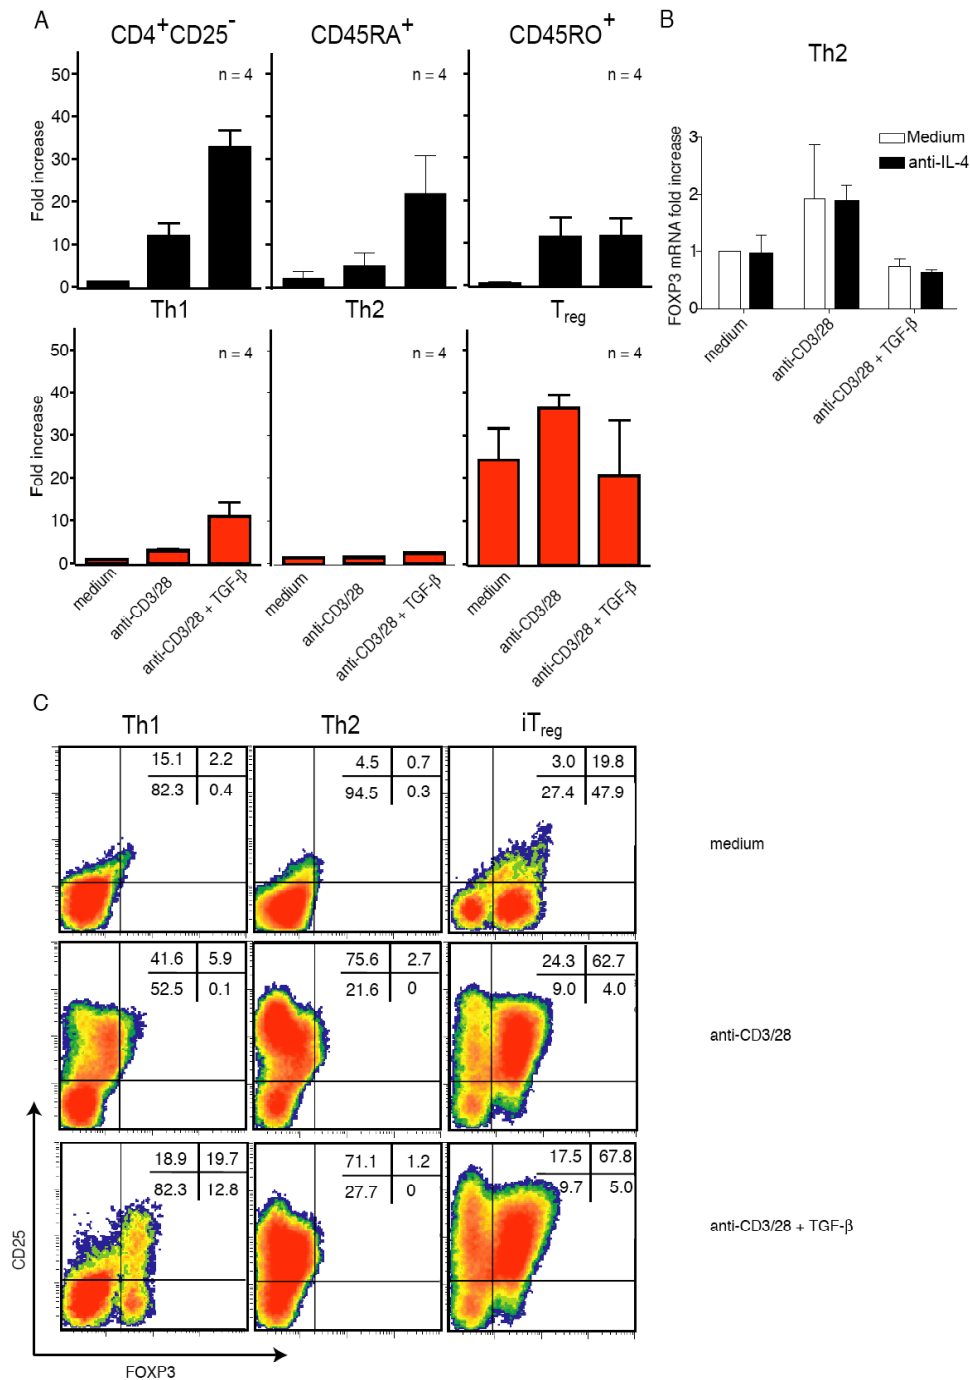 A
B
CD4+CD25-
CD45RA+
CD45RO+
Th2
n = 4
n = 4
n = 4
50
40
30
20
10
0
Fold increase
3
2
1
0
FOXP3 mRNA fold increase
Medium
anti-IL-4
medium
anti-CD3/28
anti-CD3/28 + TGF-β
Th1
Th2
Treg
n = 4
n = 4
n = 4
50
40
30
20
10
0
Fold increase
medium
anti-CD3/28
anti-CD3/28 + TGF-β
medium
anti-CD3/28
anti-CD3/28 + TGF-β
medium
anti-CD3/28
anti-CD3/28 + TGF-β
C
Th1
Th2
iTreg
15.1 2.2
82.3 0.4
4.5 0.7
94.5 0.3
3.0 19.8
27.4 47.9
medium
41.6 5.9
52.5 0.1
75.6 2.7
21.6 0
24.3 62.7
9.0 4.0
anti-CD3/28
18.9 19.7
82.3 12.8
71.1 1.2
27.7 0
17.5 67.8
9.7 5.0
anti-CD3/28 + TGF-β
CD25
FOXP3